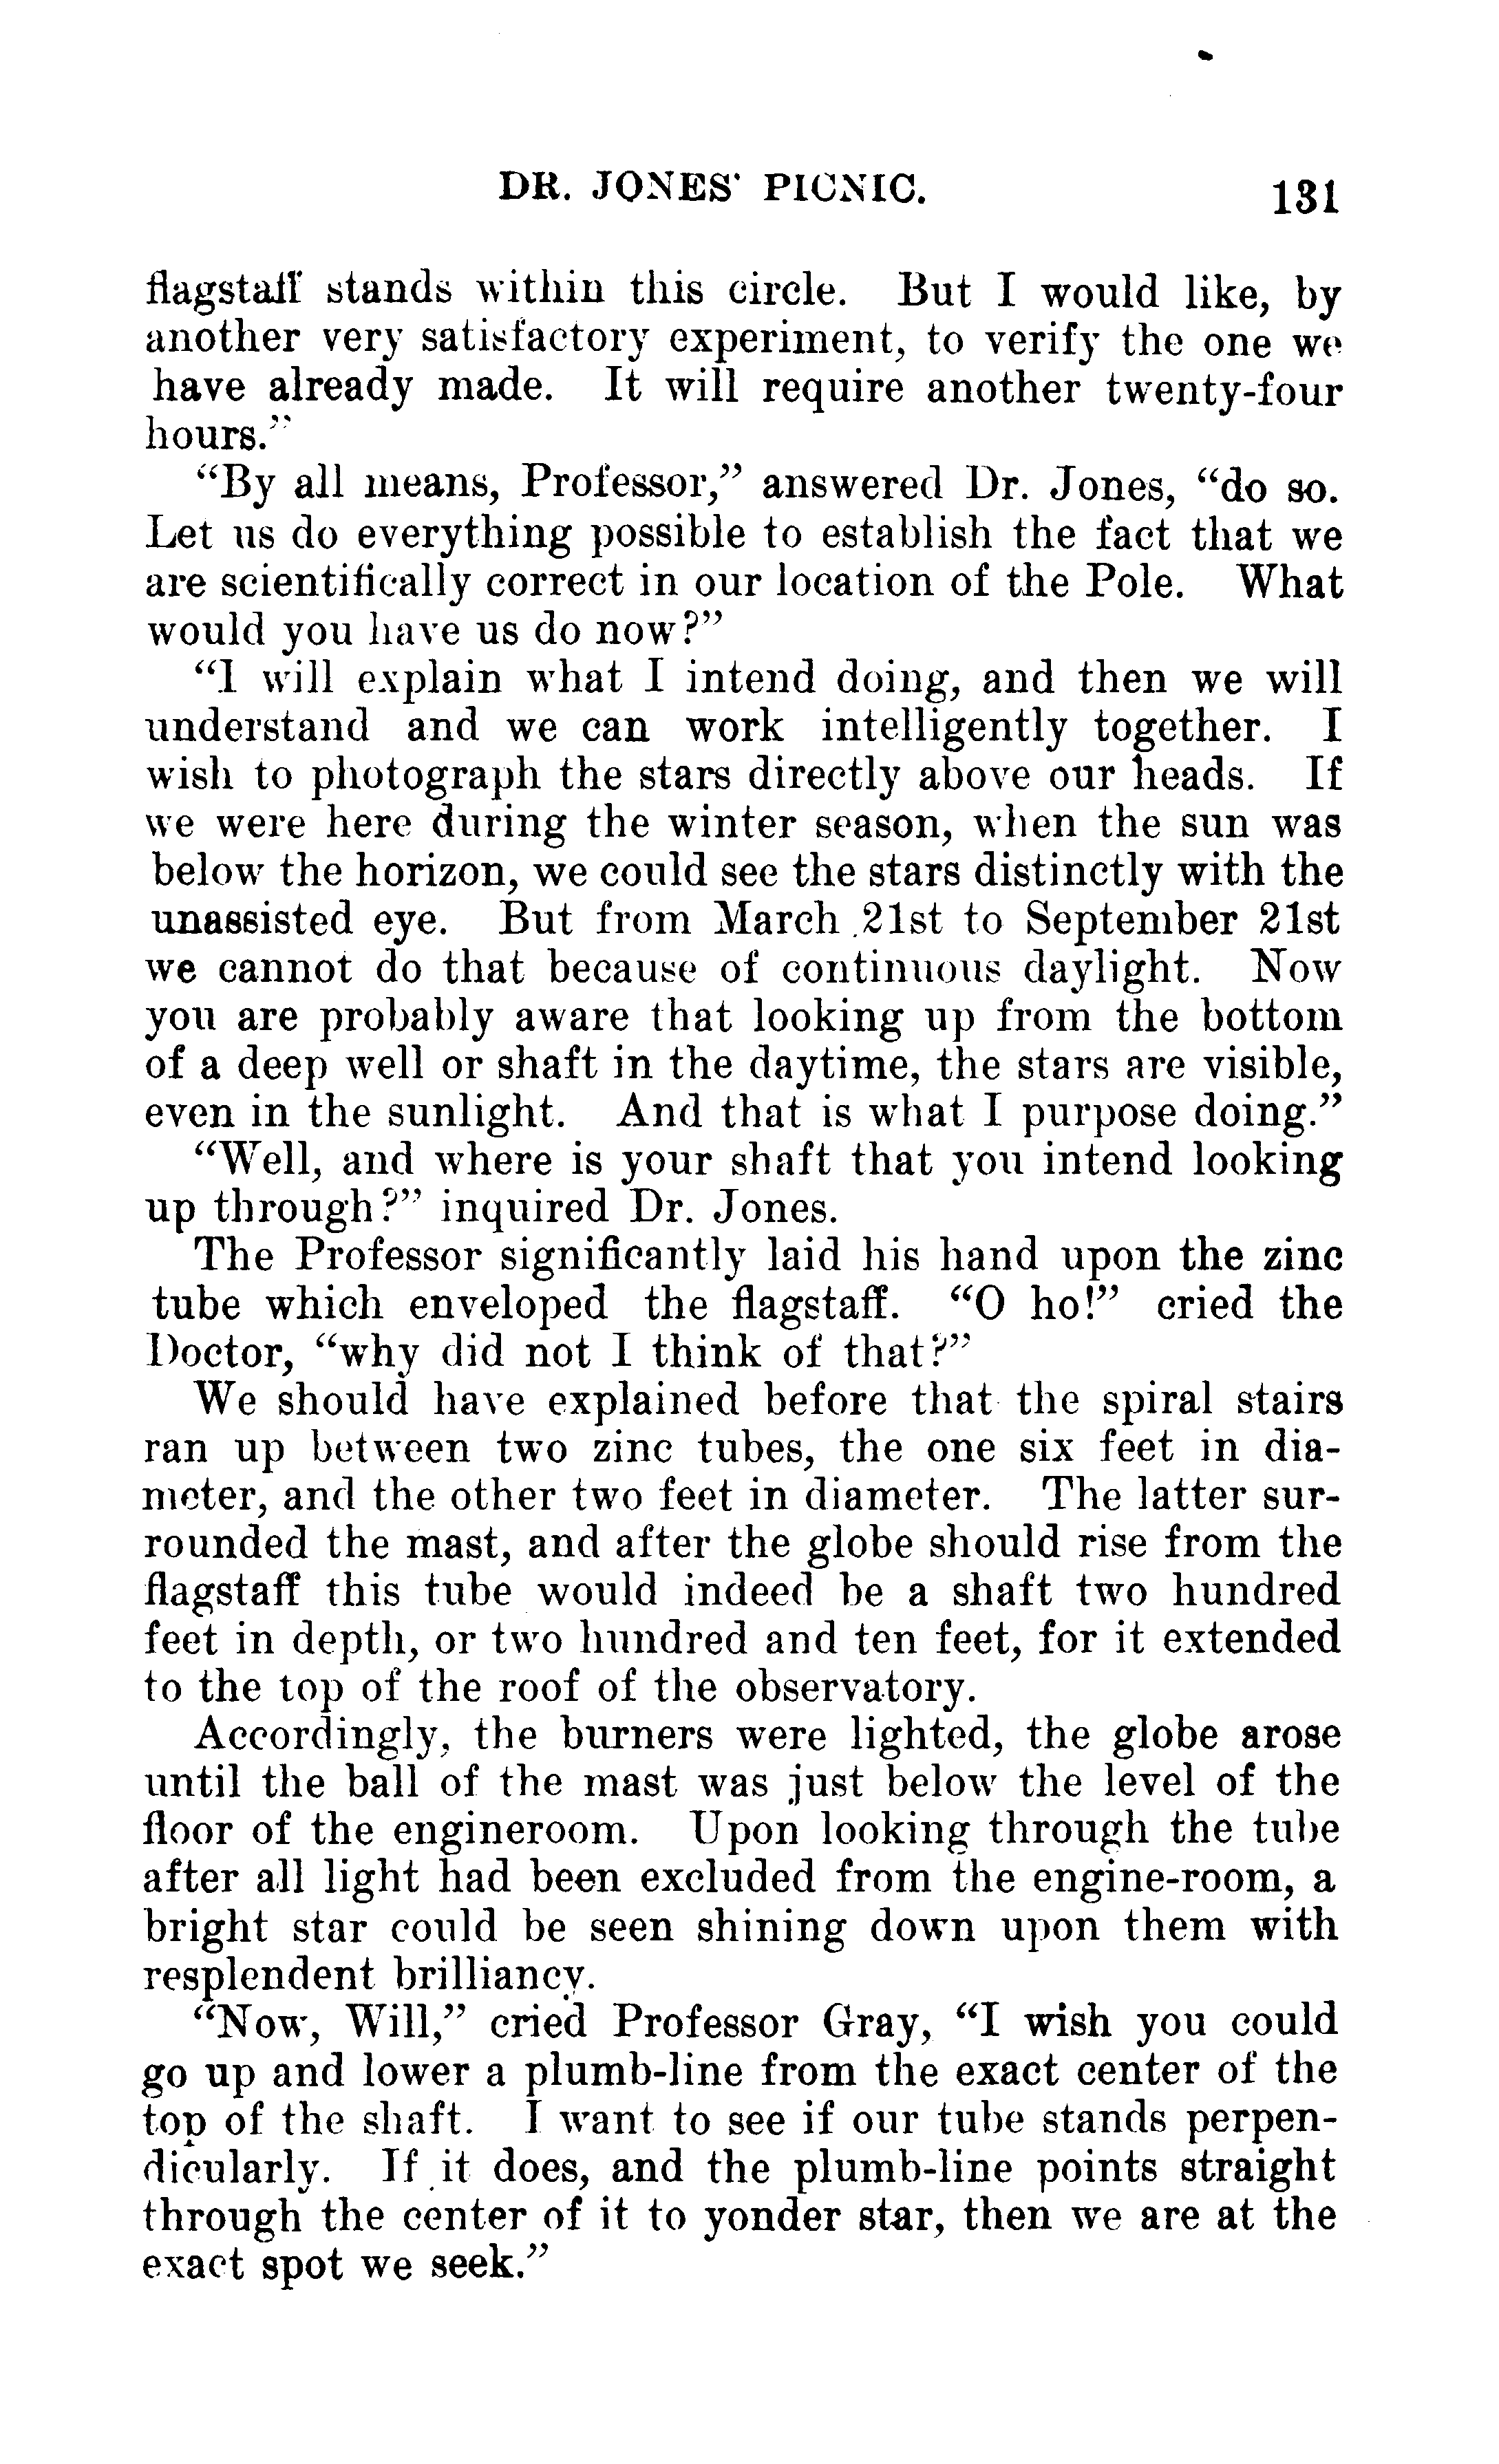 DR. JONES' PICNIC. 131
flagstaff stands within this circle. But I would like, by
another very satisfactory experiment, to verify the one we
have already made. It will require another twenty-four
hours."
"By all means, Professor," answered Dr. Jones, "do so.
Let us do everything possible to establish the fact that we
are scientifically correct in our location of the Pole. What
would you have us do now?"
"I will explain what I intend doing, and then we will
understand and we can work intelligently together. I
wish to photograph the stars directly above our heads. If
we were here during the winter season, when the sun was
below the horizon, we could see the stars distinctly with the
unassisted eye. But from March 21st to September 21st
we cannot do that because of continuous daylight. Now
you are probably aware that looking up from the bottom
of a deep well or shaft in the daytime, the stars are visible,
even in the sunlight. And that is what I purpose doing."
"Well, and where is your shaft that you intend looking
up through?" inquired Dr. Jones.
The Professor significantly laid his hand upon the zinc
tube which enveloped the flagstaff. "O ho!" cried the
Doctor, "why did not I think of that?"
We should have explained before that the spiral stairs
ran up between two zinc tubes, the one six feet in dia-
meter, and the other two feet in diameter. The latter sur-
rounded the mast, and after the globe should rise from the
flagstaff this tube would indeed be a shaft two hundred
feet in depth, or two hundred and ten feet, for it extended
to the top of the roof of the observatory.
Accordingly, the burners were lighted, the globe arose
until the ball of the mast was just below the level of the
floor of the engineroom. Upon looking through the tube
after all light had been excluded from the engine-room, a
bright star could be seen shining down upon them with
resplendent brilliancy.
"Now, Will," cried Professor Gray, "I wish you could
go up and lower a plumb-line from the exact center of the
top of the shaft. I want to see if our tube stands perpen-
dicularly. If it does, and the plumb-line points straight
through the center of it to yonder star, then we are at the
exact spot we seek."